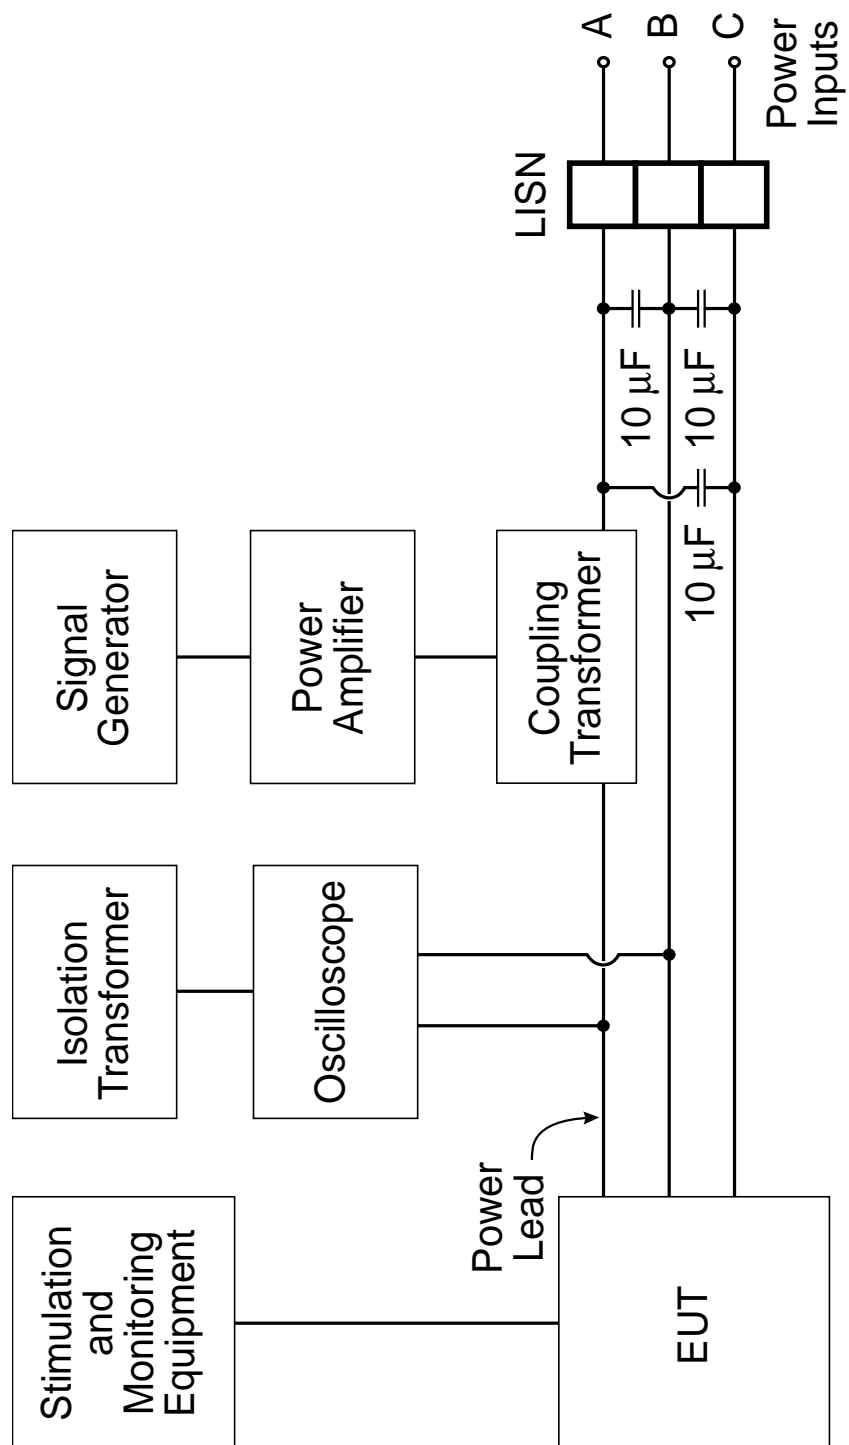 Stimulation
and
Monitoring
Equipment
Isolation
Transformer
Signal
Generator
Oscilloscope
Power
Amplifier
Power
Lead
Coupling
Transformer
EUT
10 µF
10 µF
10 µF
LISN
A
B
C
Power
Inputs